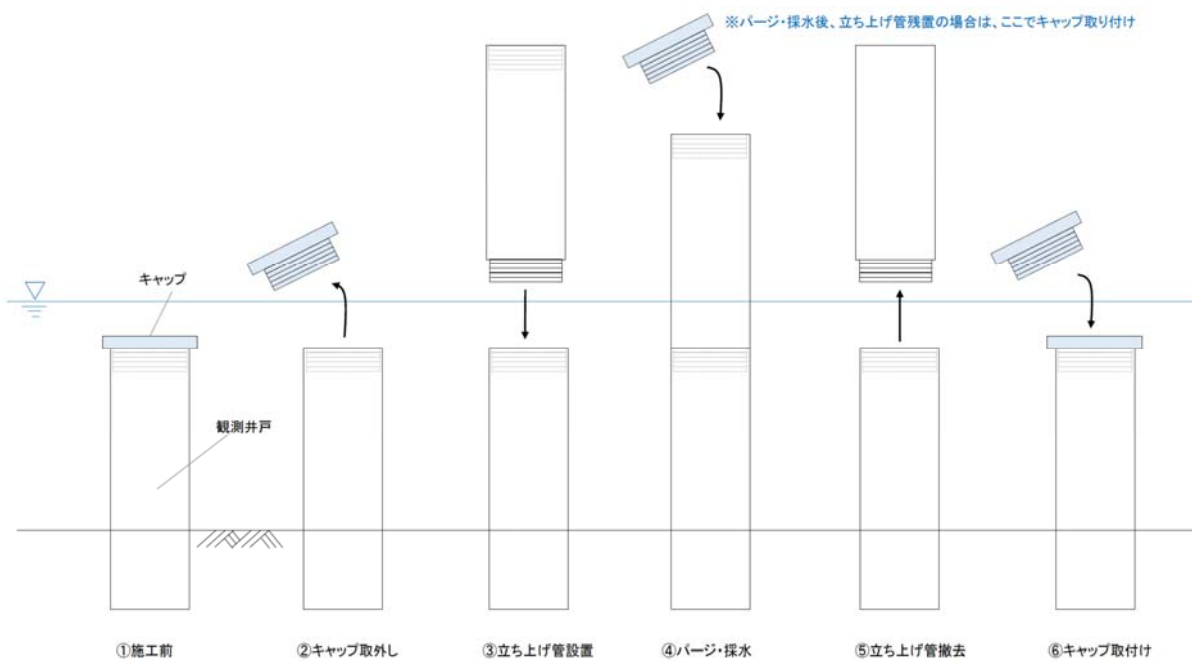 ※パージ・採水後、立ち上げ管残置の場合は、ここでキャップ取り付け
キャップ
観測井戸
①施工前
②キャップ取外し
③立ち上げ管設置
④パージ・採水
⑤立ち上げ管撤去
⑥キャップ取付け